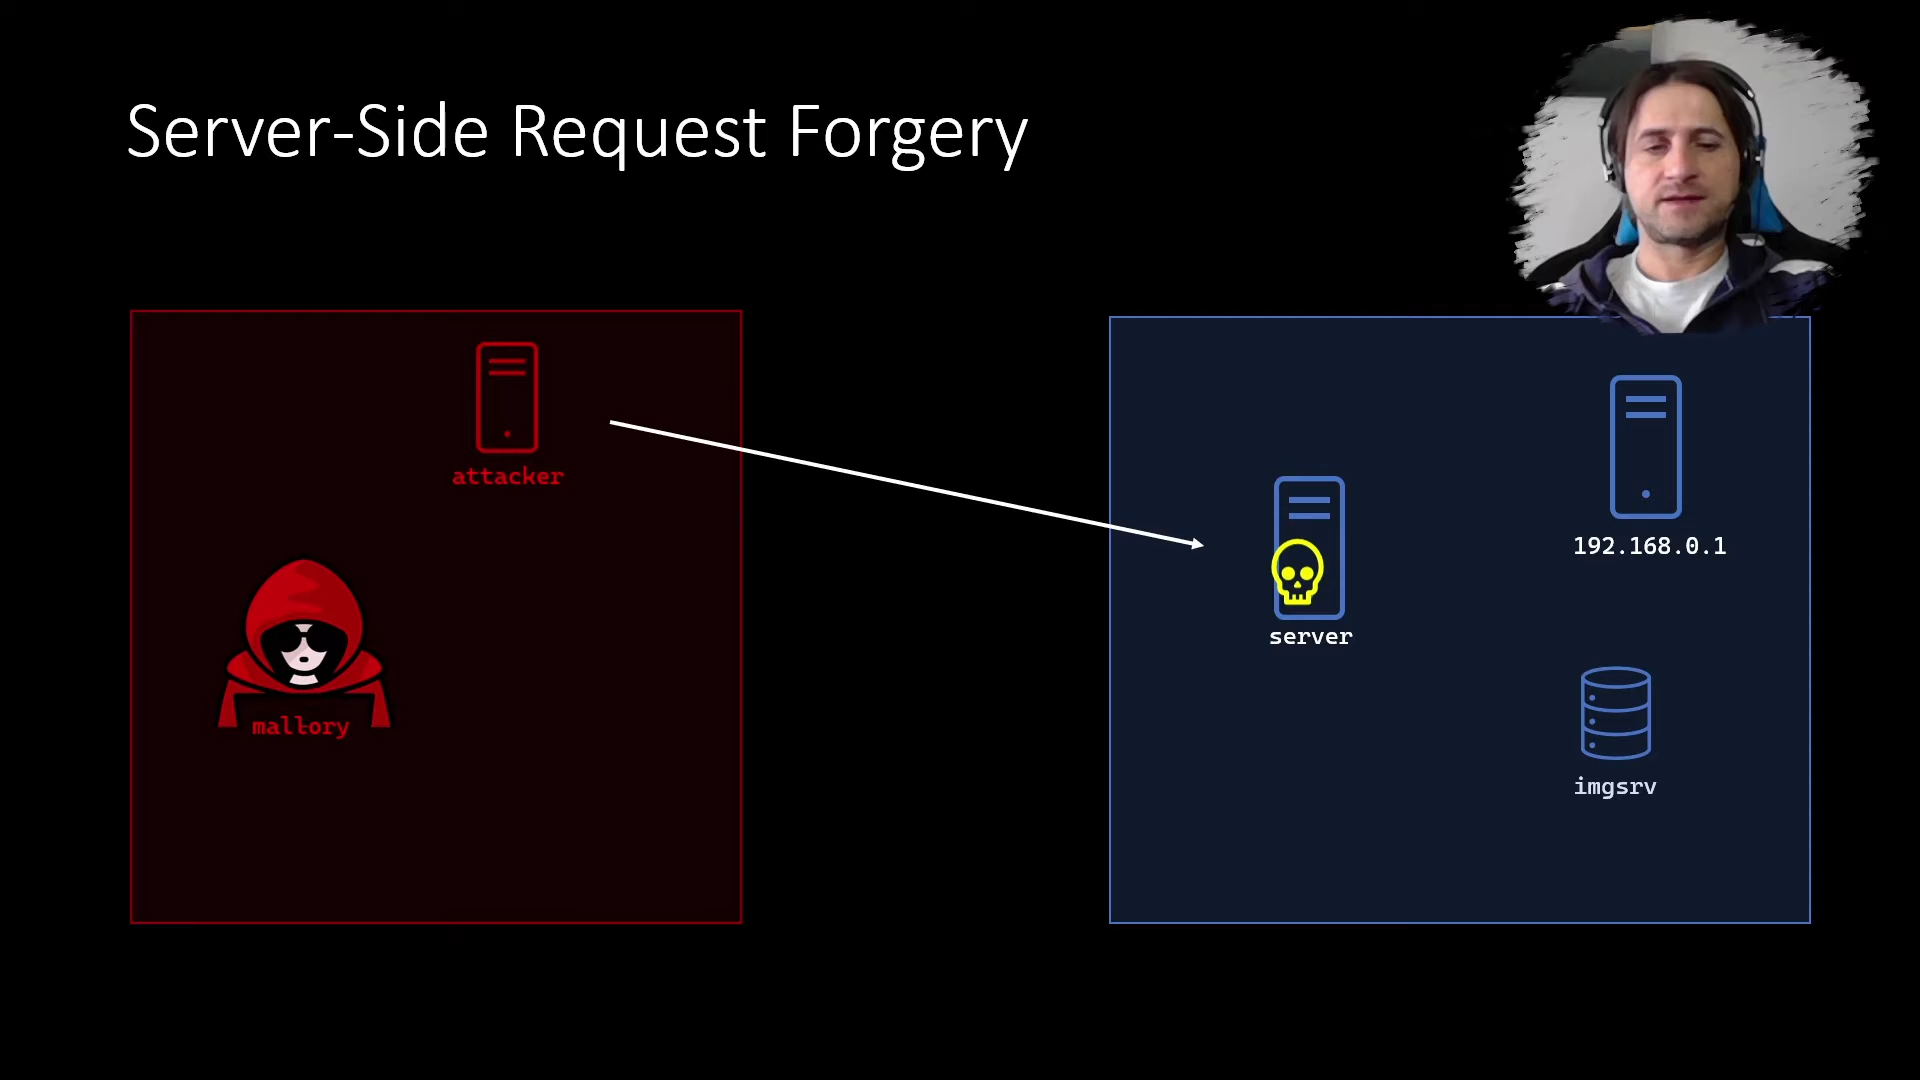 Server-Side Request Forgery
attacker
192.168.0.1
server
mallory
imgsrv